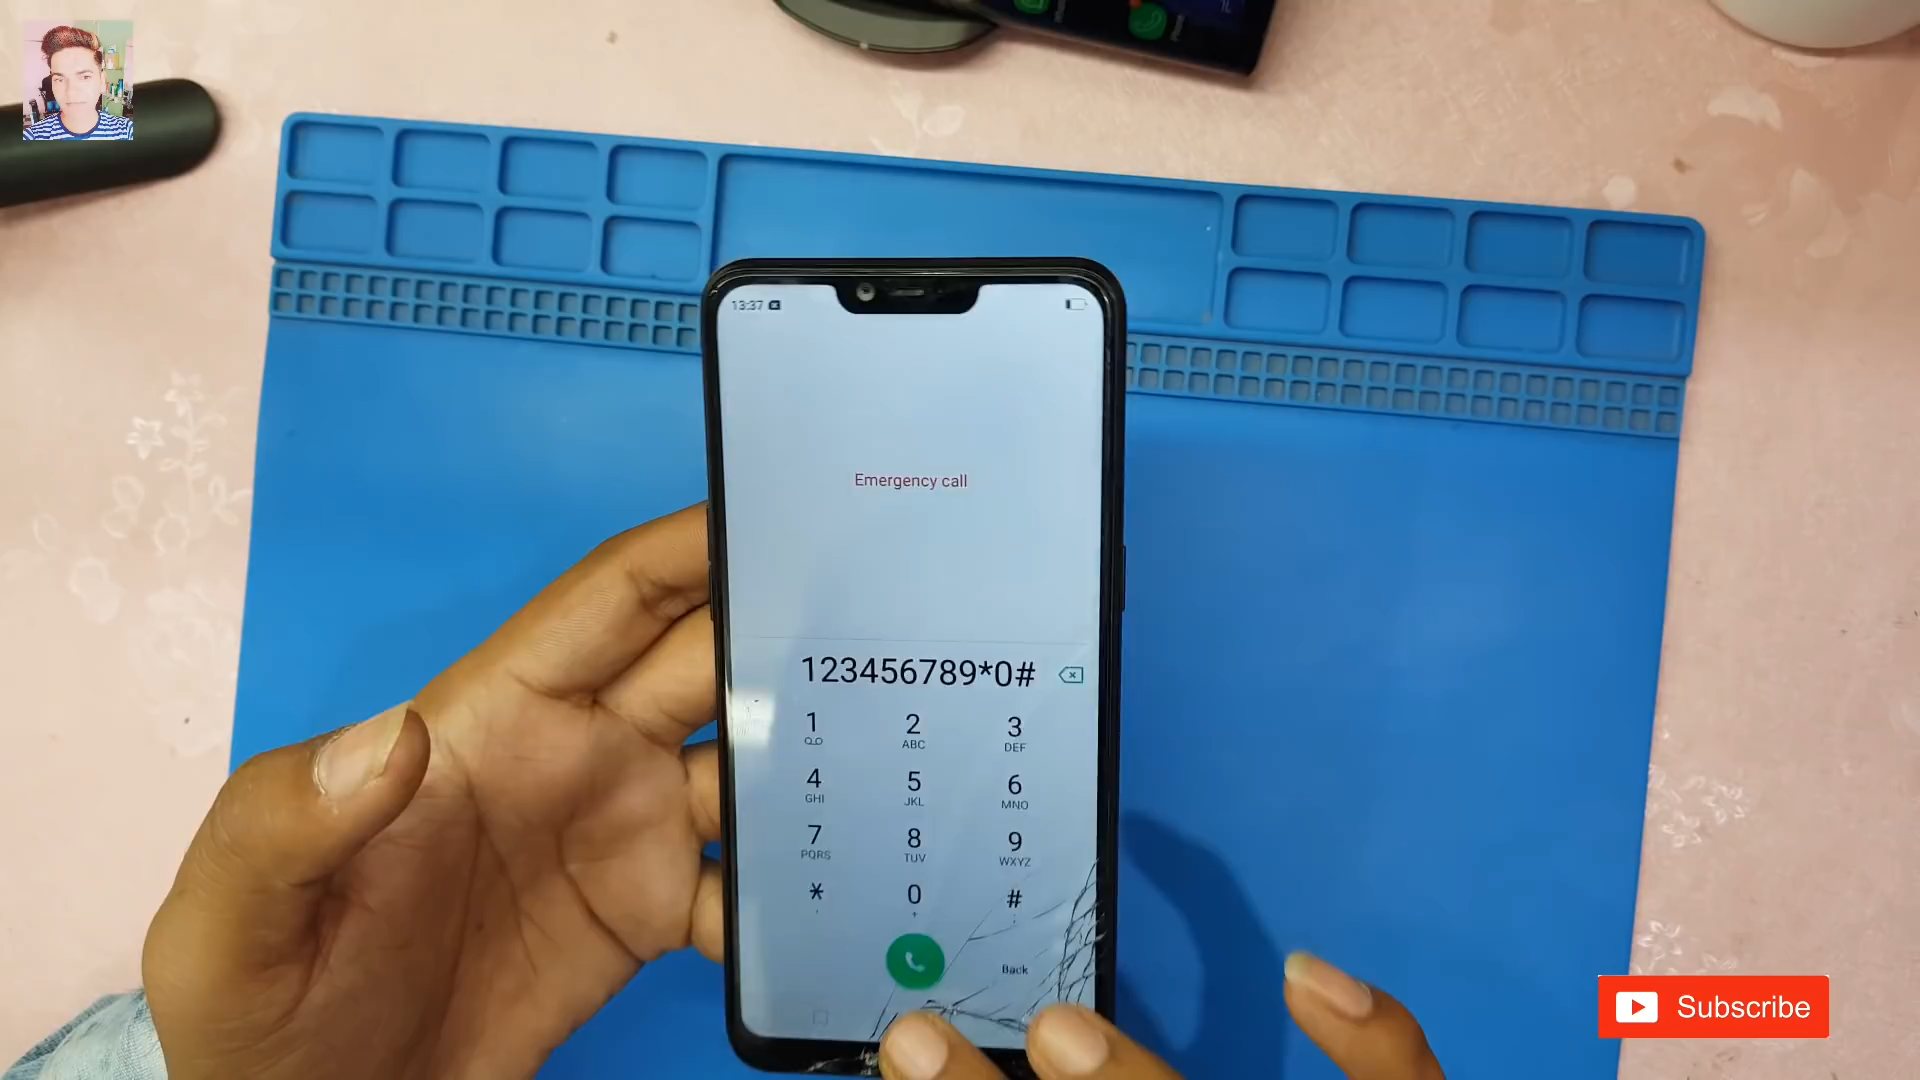 13:37
Emergency call
123456789*0#
1 2 3
ABC DEF
4 5 6
GHI JKL MNO
7 8 9
PQRS TUV WXYZ
* 0 #
+
Back
Subscribe